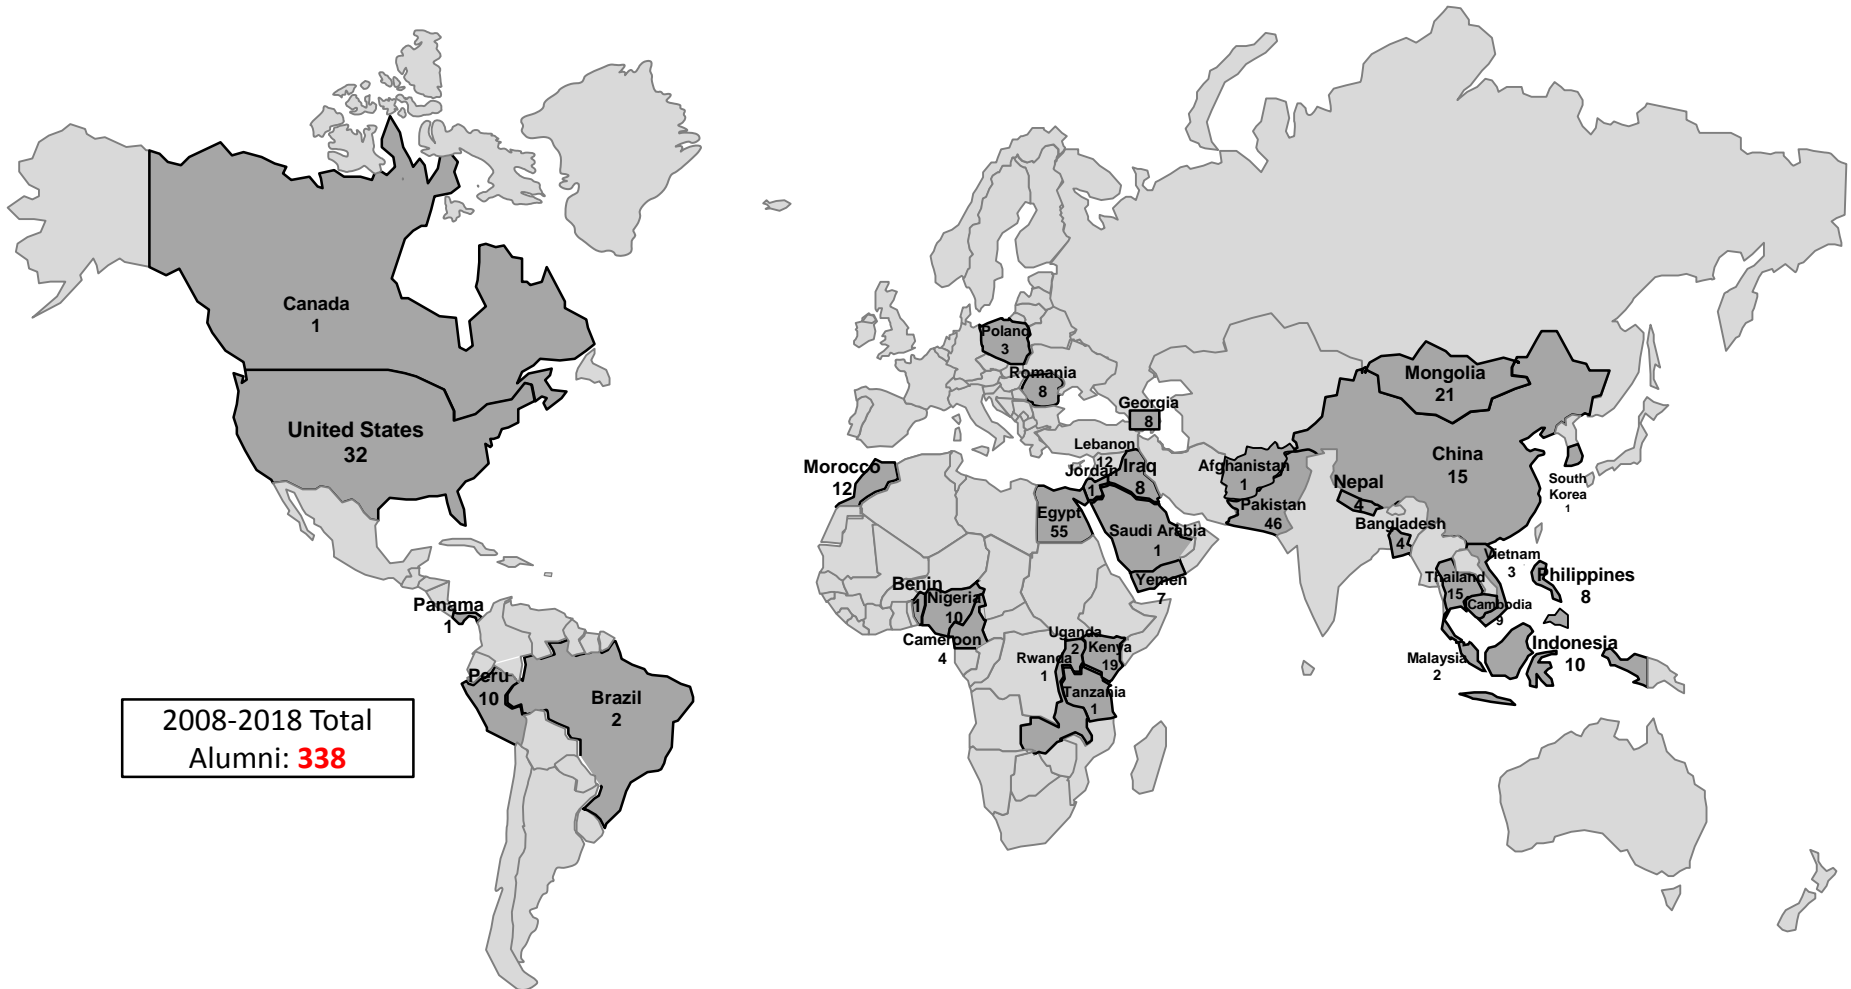 Canada
1
United States
32
Panama
1
Peru
10
Brazil
2
2008-2018 Total
Alumni: 338
Poland
3
Romania
8
Georgia
8
Lebanon
12
Morocco
12
Jordan
1
Iraq
8
Egypt
55
Saudi Arabia
1
Yemen
7
Afghanistan
1
Pakistan
46
Nepal
4
Bangladesh
4
Mongolia
21
China
15
South
Korea
1
Vietnam
3
Thailand
15
Cambodia
9
Philippines
8
Malaysia
2
Indonesia
10
Benin
1
Nigeria
10
Cameroon
4
Uganda
2
Kenya
19
Rwanda
1
Tanzania
1